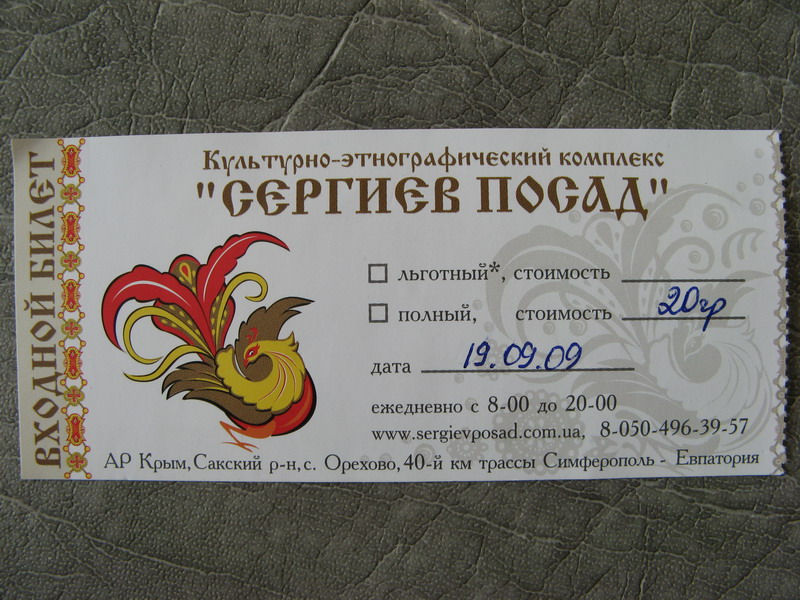 ВХОДНОЙ БИЛЕТ
Культурно-этнографический комплекс
"СЕРГИЕВ ПОСАД"
льготный*, стоимость
полный, стоимость 20гр
дата 19.09.09
ежедневно с 8-00 до 20-00
www.sergievposad.com.ua, 8-050-496-39-57
АР Крым, Сакский р-н, с. Орехово, 40-й км трассы Симферополь - Евпатория